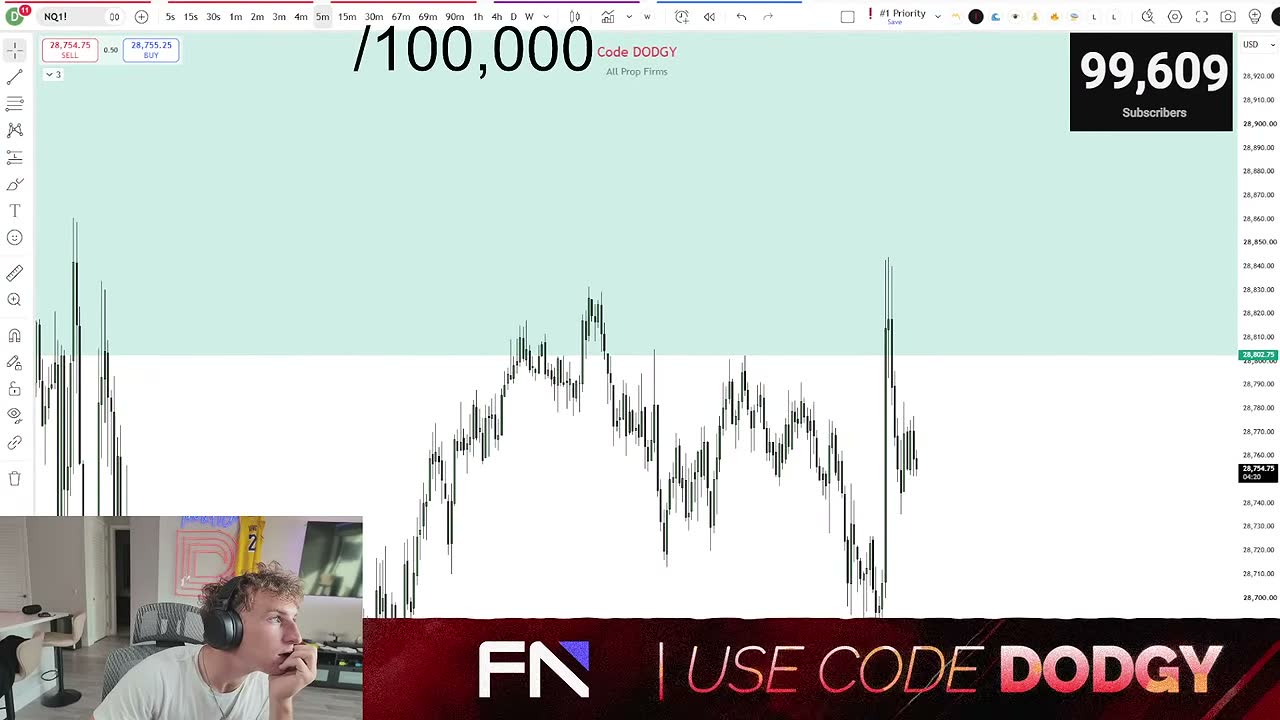 11
NQ1!
5s 15s 30s 1m 2m 3m 4m 5m 15m 30m 67m 69m 90m 1h 4h D W
w
#1 Priority
Save
L L
28,754.75
SELL
0.50
28,755.25
BUY
3
/100,000
Code DODGY
All Prop Firms
99,609
Subscribers
USD
28,920.00
28,910.00
28,900.00
28,890.00
28,880.00
28,870.00
28,860.00
28,850.00
28,840.00
28,830.00
28,820.00
28,810.00
28,802.75
28,800.00
28,790.00
28,780.00
28,770.00
28,760.00
28,754.75
04:20
28,740.00
28,730.00
28,720.00
28,710.00
28,700.00
2
FN | USE CODE DODGY